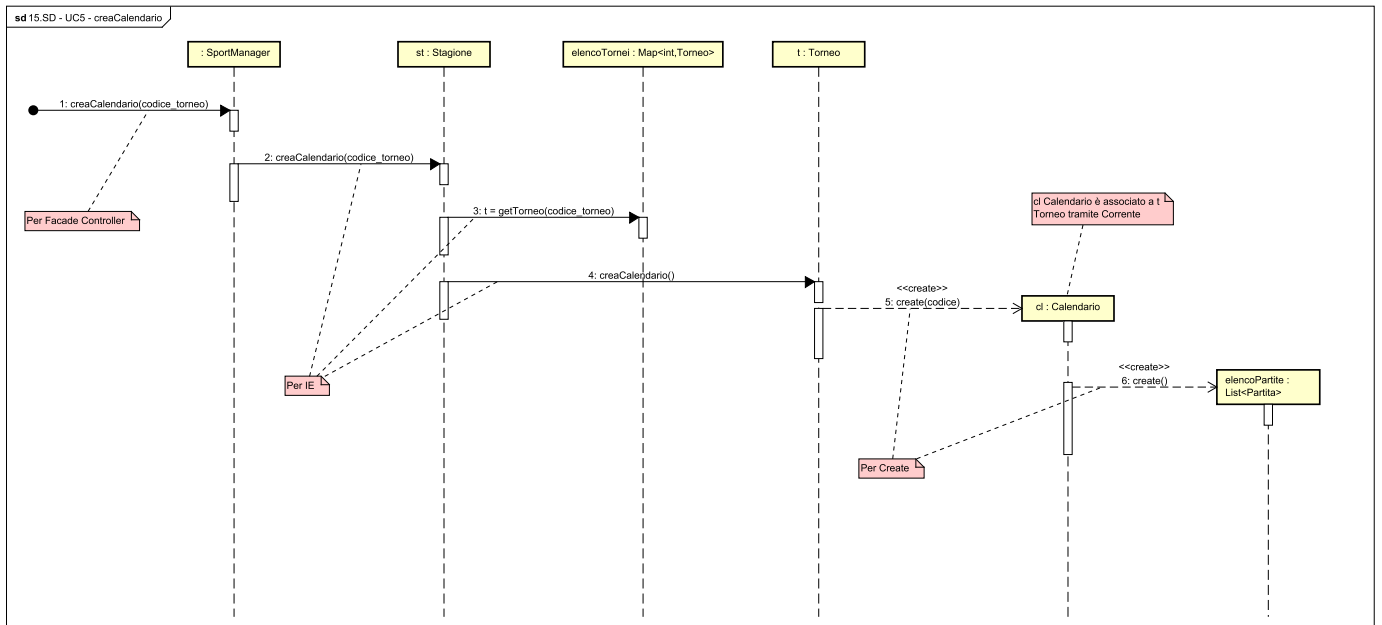 sd 15.SD - UC5 - creaCalendario
: SportManager
st : Stagione
elencoTornei : Map<int,Torneo>
t : Torneo
1: creaCalendario(codice_torneo)
2: creaCalendario(codice_torneo)
Per Facade Controller
3: t = getTorneo(codice_torneo)
cl Calendario è associato a t
Torneo tramite Corrente
4: creaCalendario()
<<create>>
5: create(codice)
cl : Calendario
Per IE
<<create>>
6: create()
elencoPartite :
List<Partita>
Per Create